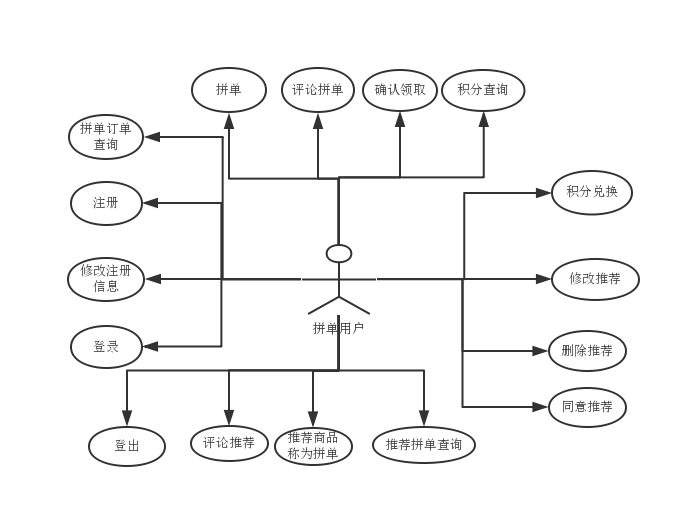 拼单
评论拼单
确认领取
积分查询
拼单订单
查询
注册
积分兑换
修改注册
信息
修改推荐
拼单用户
登录
删除推荐
同意推荐
登出
评论推荐
推荐商品
称为拼单
推荐拼单查询